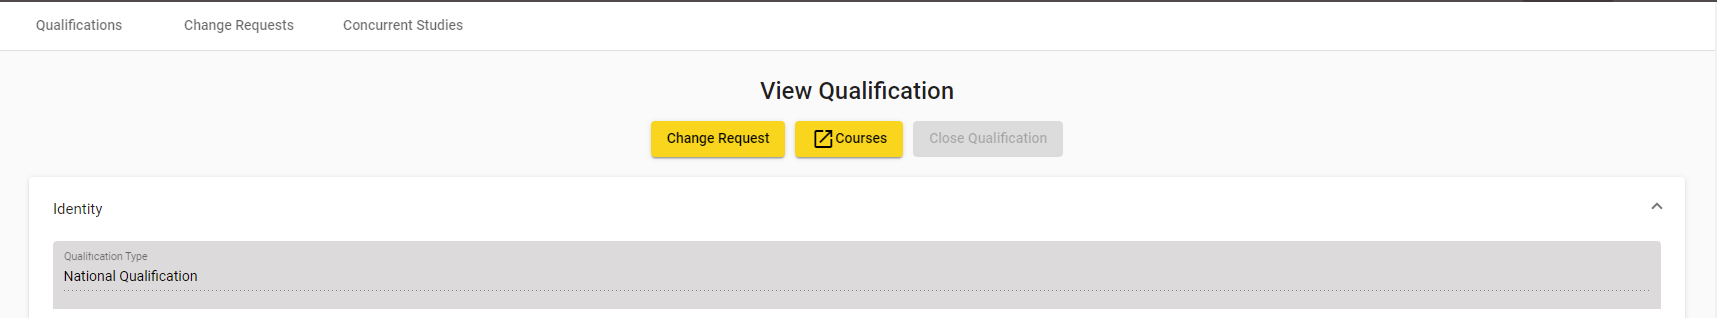 Qualifications Change Requests Concurrent Studies
View Qualification
Change Request Courses Close Qualification
Identity
Qualification Type
National Qualification